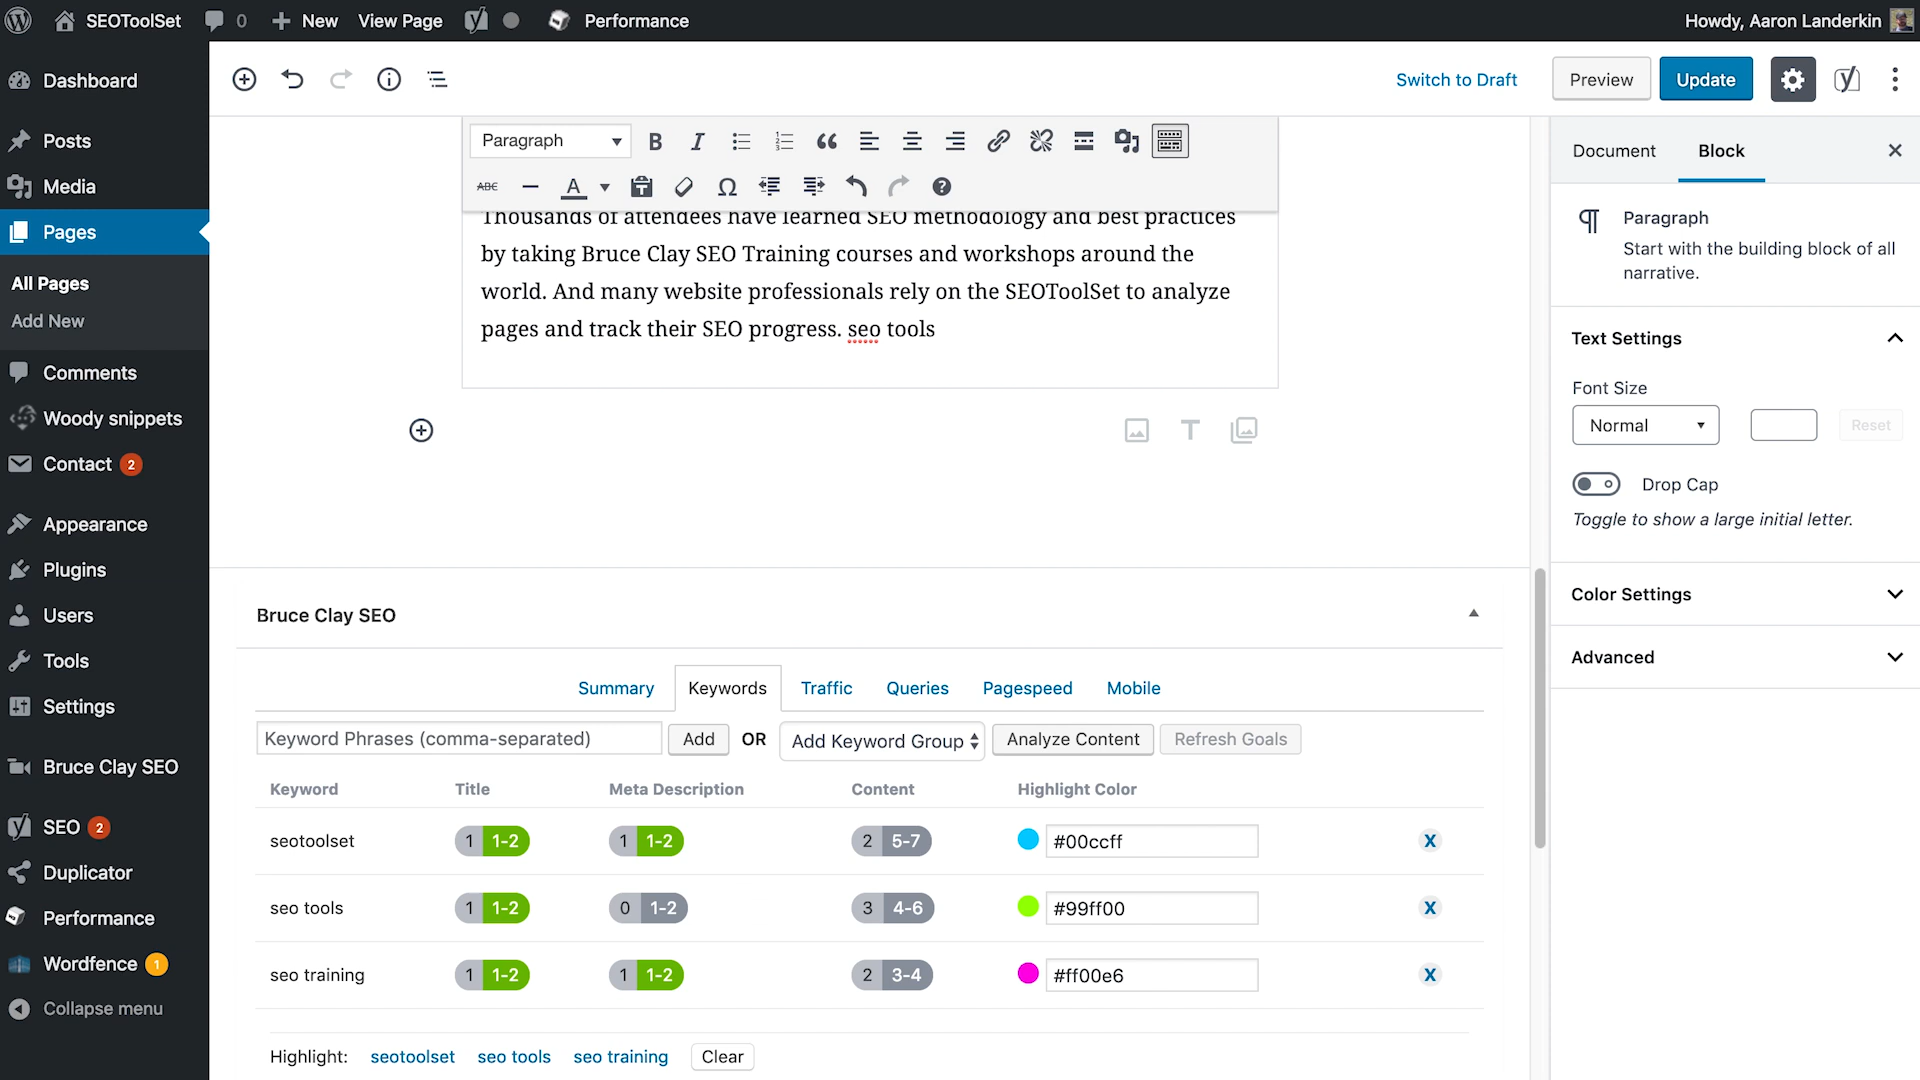 SEOToolSet 0 New View Page Performance Howdy, Aaron Landerkin
Dashboard
Posts
Media
Pages
All Pages
Add New
Comments
Woody snippets
Contact 2
Appearance
Plugins
Users
Tools
Settings
Bruce Clay SEO
SEO 2
Duplicator
Performance
Wordfence 1
Collapse menu
Switch to Draft Preview Update
Paragraph B I
ABC A
Thousands of attendees have learned SEO methodology and best practices
by taking Bruce Clay SEO Training courses and workshops around the
world. And many website professionals rely on the SEOToolSet to analyze
pages and track their SEO progress. seo tools
Bruce Clay SEO
Summary Keywords Traffic Queries Pagespeed Mobile
Keyword Phrases (comma-separated) Add OR Add Keyword Group Analyze Content Refresh Goals
Keyword Title Meta Description Content Highlight Color
seotoolset 1 1-2 1 1-2 2 5-7 #00ccff X
seo tools 1 1-2 0 1-2 3 4-6 #99ff00 X
seo training 1 1-2 1 1-2 2 3-4 #ff00e6 X
Highlight: seotoolset seo tools seo training Clear
Document Block
Paragraph
Start with the building block of all
narrative.
Text Settings
Font Size
Normal Reset
Drop Cap
Toggle to show a large initial letter.
Color Settings
Advanced